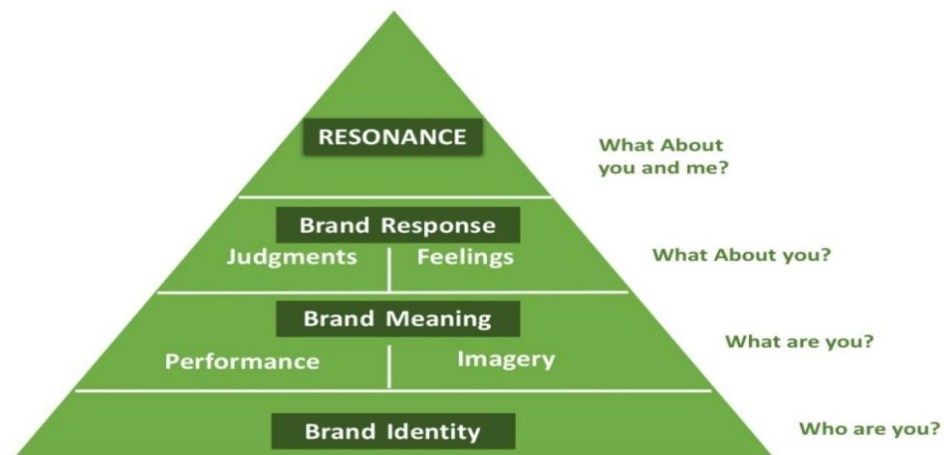 RESONANCE
What About
you and me?
Brand Response
Judgments
Feelings
What About you?
Brand Meaning
Performance
Imagery
What are you?
Brand Identity
Who are you?